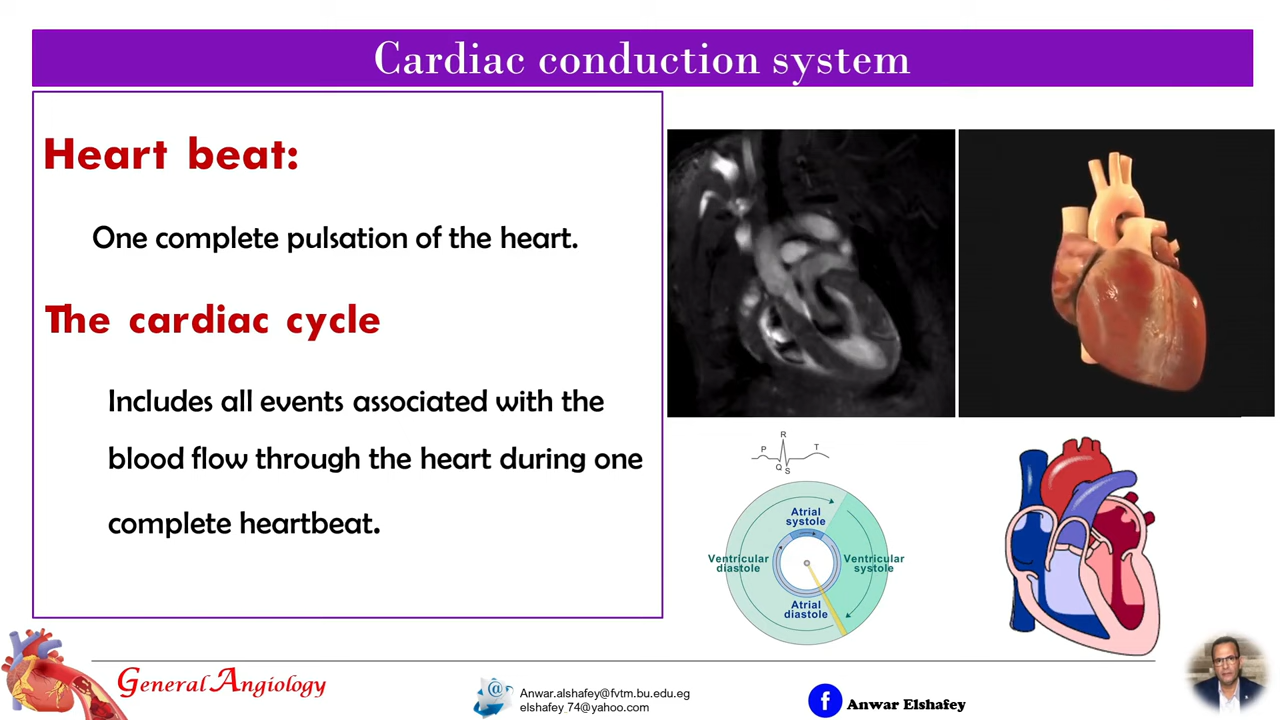 Cardiac conduction system
Heart beat:
One complete pulsation of the heart.
The cardiac cycle
Includes all events associated with the
blood flow through the heart during one
complete heartbeat.
R
P
T
Q
S
Atrial
systole
Ventricular
diastole
Ventricular
systole
Atrial
diastole
General Angiology
@
Anwar.alshafey@fvtm.bu.edu.eg
elshafey_74@yahoo.com
f
Anwar Elshafey